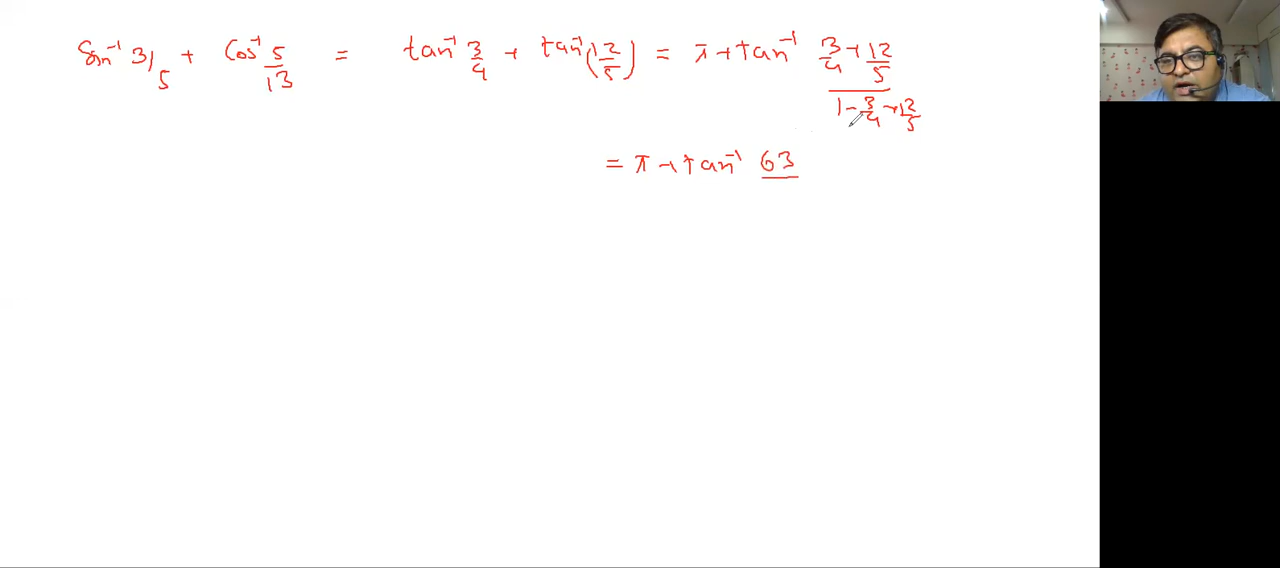 Sin⁻¹ 3/5 + Cos⁻¹ 5/13 = tan⁻¹ 3/4 + tan⁻¹(12/5) = π + tan⁻¹ (3/4 + 12/5)/(1 - 3/4 + 12/5)
= π + tan⁻¹ 63